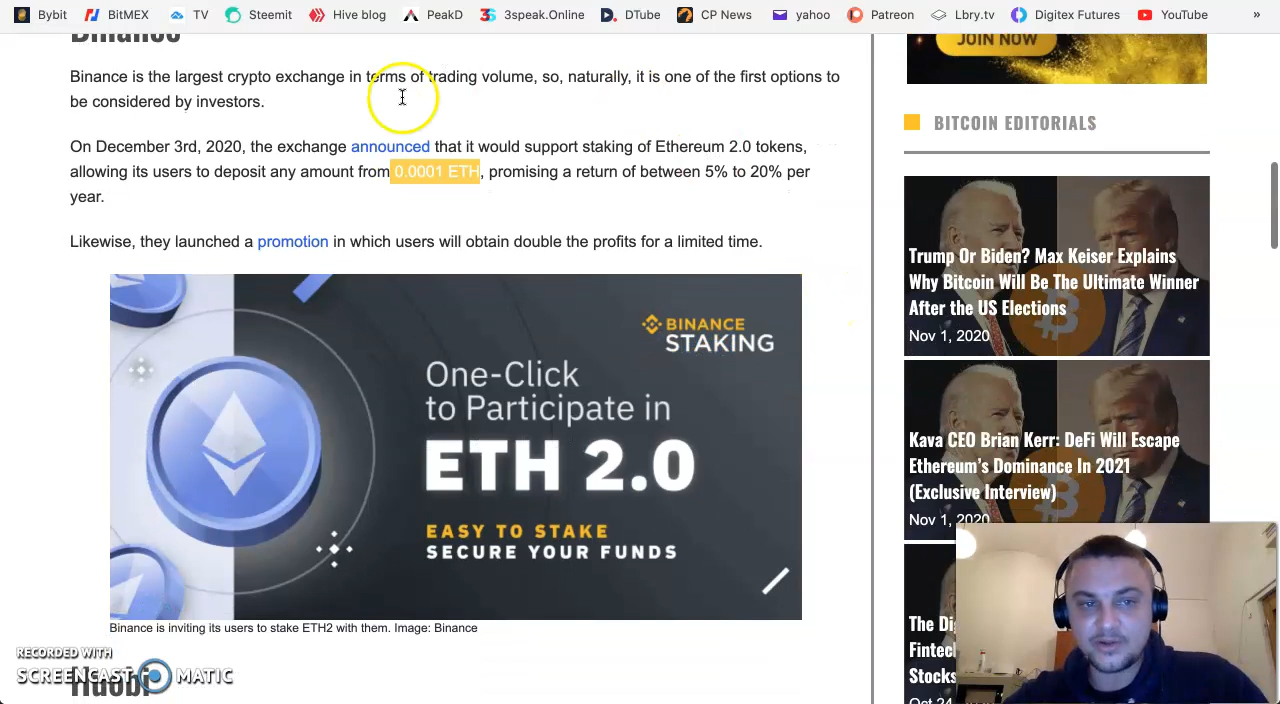 Bybit BitMEX TV Steemit Hive blog PeakD 3speak.Online DTube CP News yahoo Patreon Lbry.tv Digitex Futures YouTube »
Binance
Binance is the largest crypto exchange in terms of trading volume, so, naturally, it is one of the first options to
be considered by investors.
On December 3rd, 2020, the exchange announced that it would support staking of Ethereum 2.0 tokens,
allowing its users to deposit any amount from 0.0001 ETH, promising a return of between 5% to 20% per
year.
Likewise, they launched a promotion in which users will obtain double the profits for a limited time.
BINANCE
STAKING
One-Click
to Participate in
ETH 2.0
EASY TO STAKE
SECURE YOUR FUNDS
Binance is inviting its users to stake ETH2 with them. Image: Binance
Huobi
RECORDED WITH
SCREENCAST MATIC
JOIN NOW
BITCOIN EDITORIALS
Trump Or Biden? Max Keiser Explains
Why Bitcoin Will Be The Ultimate Winner
After the US Elections
Nov 1, 2020
Kava CEO Brian Kerr: DeFi Will Escape
Ethereum's Dominance In 2021
(Exclusive Interview)
Nov 1, 2020
The
Fintech
Stocks
Oct 24